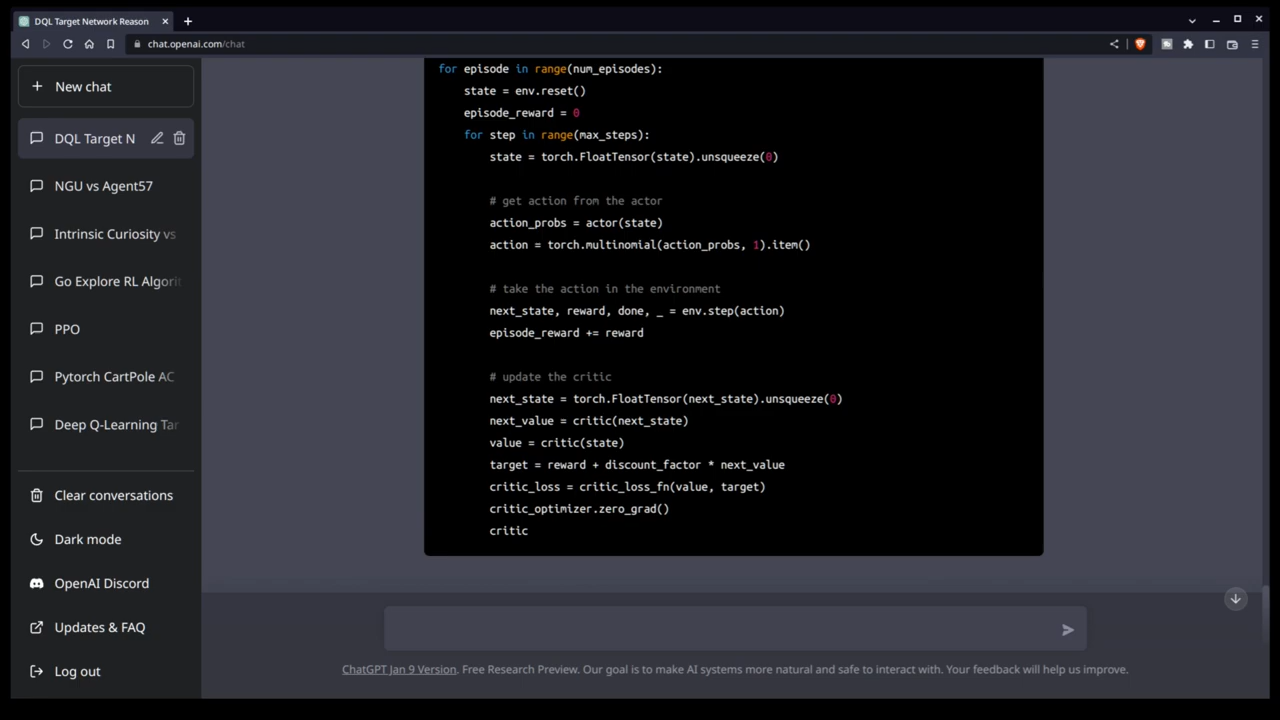 DQL Target Network Reason
chat.openai.com/chat
New chat
DQL Target N
NGU vs Agent57
Intrinsic Curiosity vs
Go Explore RL Algorit
PPO
Pytorch CartPole AC
Deep Q-Learning Tar
Clear conversations
Dark mode
OpenAI Discord
Updates & FAQ
Log out
for episode in range(num_episodes):
state = env.reset()
episode_reward = 0
for step in range(max_steps):
state = torch.FloatTensor(state).unsqueeze(0)
# get action from the actor
action_probs = actor(state)
action = torch.multinomial(action_probs, 1).item()
# take the action in the environment
next_state, reward, done, _ = env.step(action)
episode_reward += reward
# update the critic
next_state = torch.FloatTensor(next_state).unsqueeze(0)
next_value = critic(next_state)
value = critic(state)
target = reward + discount_factor * next_value
critic_loss = critic_loss_fn(value, target)
critic_optimizer.zero_grad()
critic
ChatGPT Jan 9 Version. Free Research Preview. Our goal is to make AI systems more natural and safe to interact with. Your feedback will help us improve.